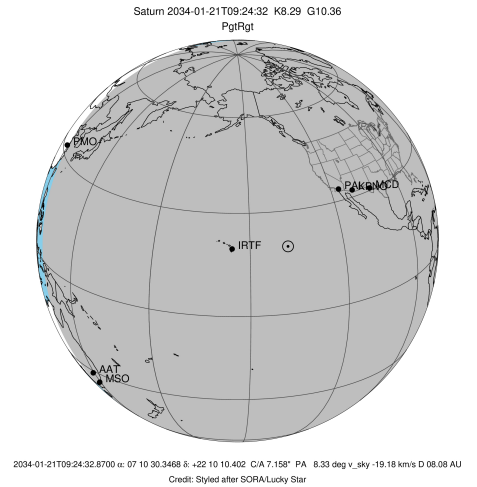 Saturn 2034-01-21T09:24:32 K8.29 G10.36
PgtRgt
PMO
MCD
IRTF
AAT
MSO
2034-01-21T09:24:32.8700 α: 07 10 30.3468 δ: +22 10 10.402 C/A 7.158" PA 8.33 deg v_sky -19.18 km/s D 08.08 AU
Credit: Styled after SORA/Lucky Star